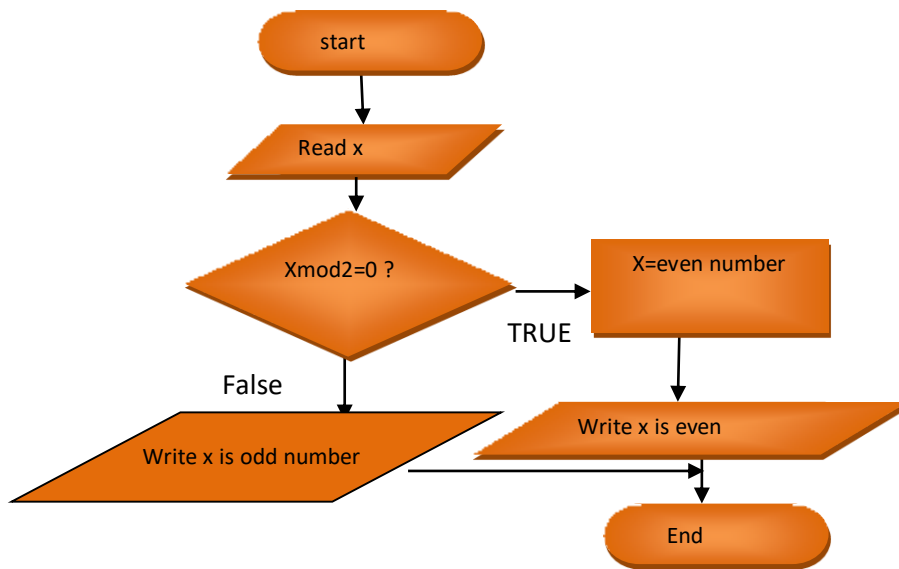 start
Read x
Xmod2=0 ?
X=even number
TRUE
False
Write x is even
Write x is odd number
End